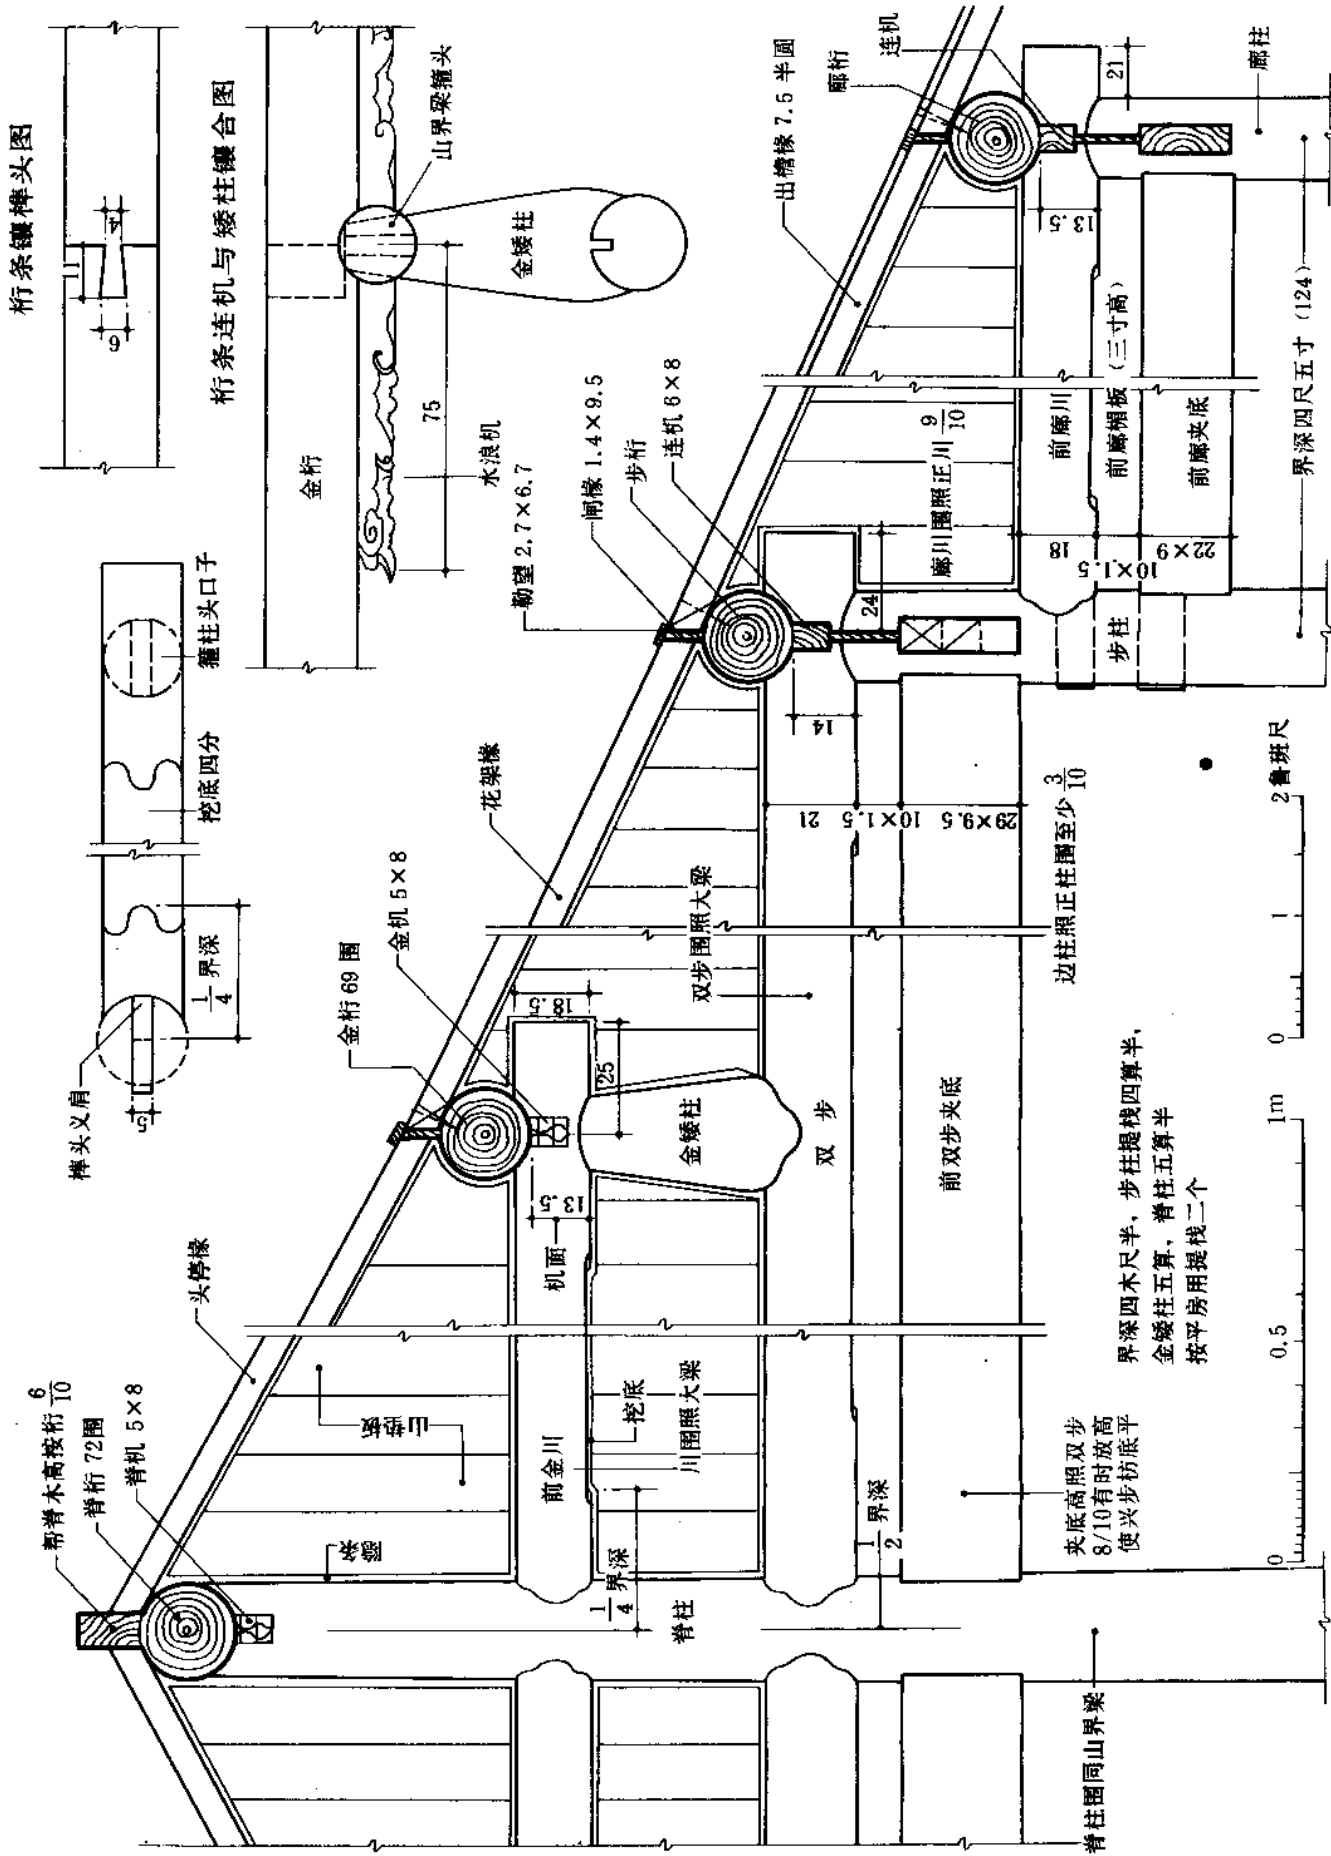 桁条镶榫头图
11
寸
6
桁条连机与矮柱镶合图
金桁
75
水浪机
金矮柱
山界梁箍头
榫头义肩
5
1/4 界深
挖底四分
箍柱头口子
帮脊木高按桁 6/10
脊桁 72围
脊机 5×8
头停椽
金桁 69 围
金机 5×8
花架椽
勒望 2.7×6.7
闸椽 1.4×9.5
步桁
连机 6×8
出檐椽 7.5 半圆
廊桁
连机
21
廊柱
13.5
廊川围照正川 9/10
前廊川
前廊楣板（三寸高）
前廊夹底
18
10×1.5
22×9
界深四尺五寸（124）
24
14
步柱
双步围照大梁
21
10×1.5
29×9.5
边柱照正柱围至少 3/10
18.5
25
13.5
机面
金矮柱
双步
前双步夹底
山垫板
前金川
川围照大梁
挖底
1/4 界深
脊柱
1/2 界深
夹底高照双步
8/10有时放高
使兴步枋底平
界深四木尺半，步柱提栈四算半，
金矮柱五算，脊柱五算半
按平房用提栈二个
脊柱围同山界梁
0 0.5 1m
0 1 2鲁班尺